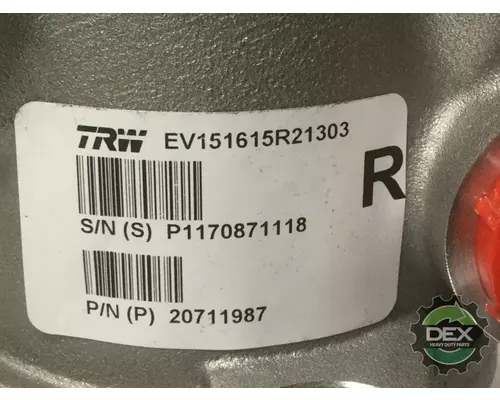 TRW EV151615R21303
R
S/N (S) P1170871118
P/N (P) 20711987
DEX
HEAVY DUTY PARTS